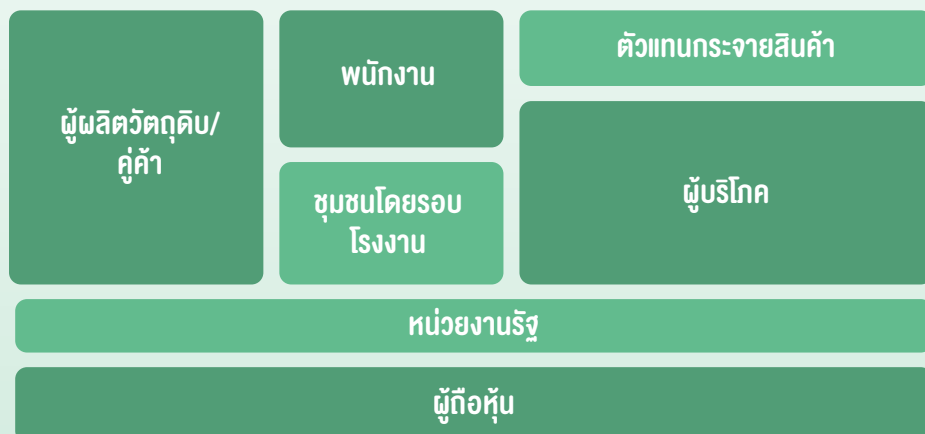 ผู้ผลิตวัตถุดิบ/
คู่ค้า
พนักงาน
ชุมชนโดยรอบ
โรงงาน
ตัวแทนกระจายสินค้า
ผู้บริโภค
หน่วยงานรัฐ
ผู้ถือหุ้น